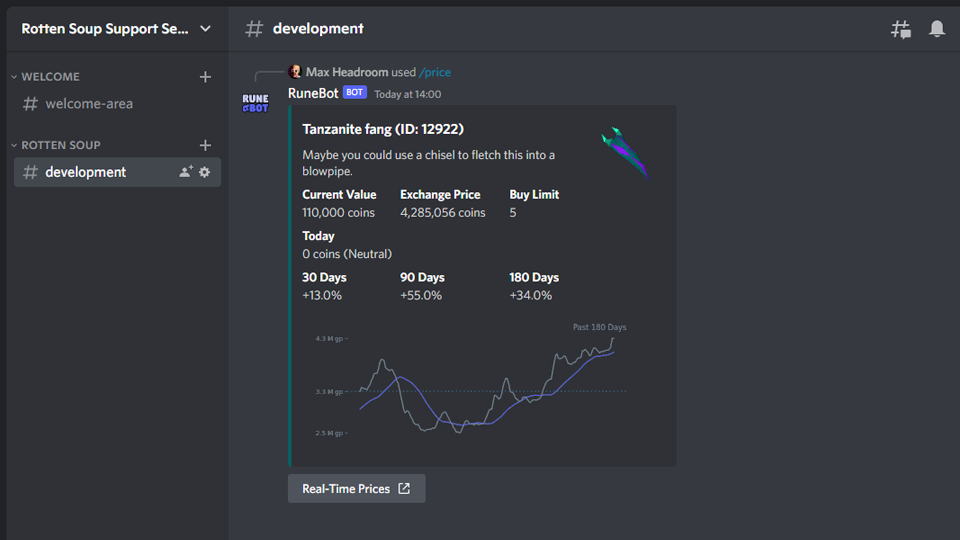 Rotten Soup Support Se...
# development
WELCOME
# welcome-area
ROTTEN SOUP
# development
Max Headroom used /price
RUNE BOT
RuneBot BOT Today at 14:00
Tanzanite fang (ID: 12922)
Maybe you could use a chisel to fletch this into a
blowpipe.
Current Value Exchange Price Buy Limit
110,000 coins 4,285,056 coins 5
Today
0 coins (Neutral)
30 Days 90 Days 180 Days
+13.0% +55.0% +34.0%
Past 180 Days
4.3 M gp
3.3 M gp
2.5 M gp
Real-Time Prices